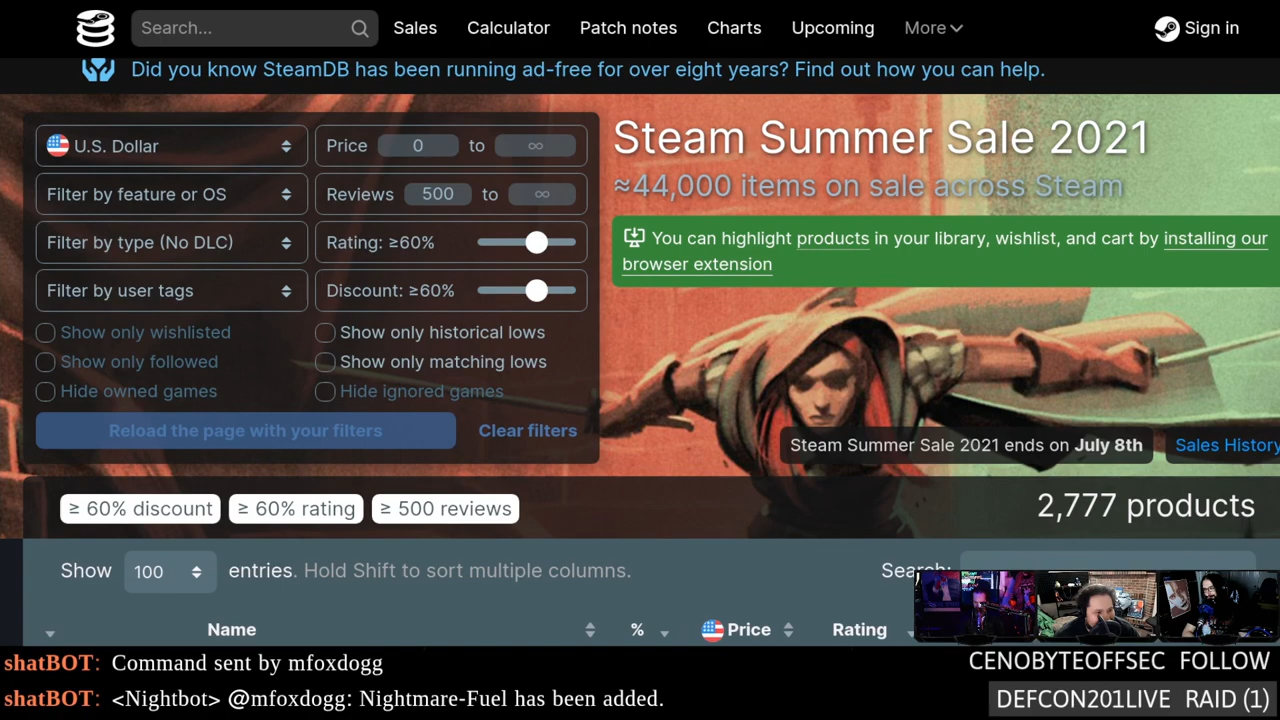 Search...
Sales
Calculator
Patch notes
Charts
Upcoming
More
Sign in
Did you know SteamDB has been running ad-free for over eight years? Find out how you can help.
U.S. Dollar
Price 0 to ∞
Filter by feature or OS
Reviews 500 to ∞
Filter by type (No DLC)
Rating: ≥60%
Filter by user tags
Discount: ≥60%
Show only wishlisted
Show only historical lows
Show only followed
Show only matching lows
Hide owned games
Hide ignored games
Reload the page with your filters
Clear filters
Steam Summer Sale 2021
≈44,000 items on sale across Steam
You can highlight products in your library, wishlist, and cart by installing our
browser extension
Steam Summer Sale 2021 ends on July 8th
Sales History
≥ 60% discount
≥ 60% rating
≥ 500 reviews
2,777 products
Show 100 entries. Hold Shift to sort multiple columns.
Search:
Name
%
Price
Rating
shatBOT: Command sent by mfoxdogg
CENOBYTEOFFSEC FOLLOW
shatBOT: <Nightbot> @mfoxdogg: Nightmare-Fuel has been added.
DEFCON201LIVE RAID (1)